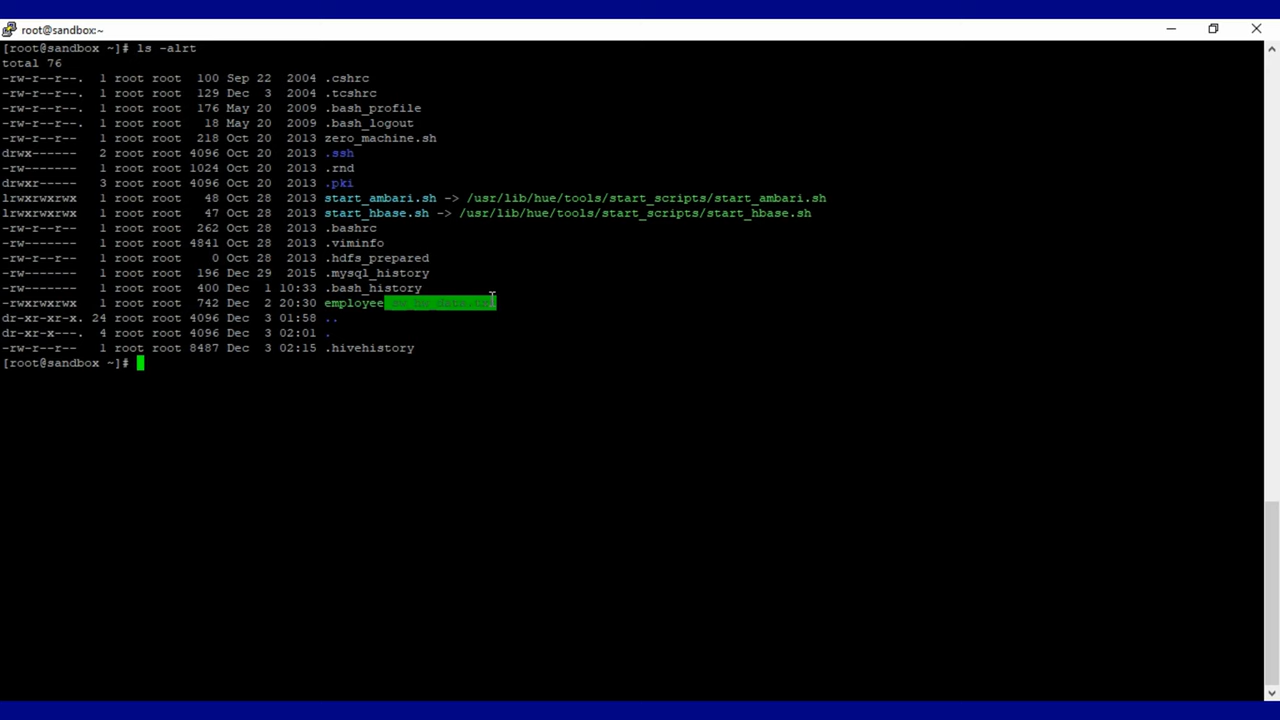 root@sandbox:~
[root@sandbox ~]# ls -alrt
total 76
-rw-r--r--. 1 root root 100 Sep 22 2004 .cshrc
-rw-r--r--. 1 root root 129 Dec 3 2004 .tcshrc
-rw-r--r--. 1 root root 176 May 20 2009 .bash_profile
-rw-r--r--. 1 root root 18 May 20 2009 .bash_logout
-rw-r--r-- 1 root root 218 Oct 20 2013 zero_machine.sh
drwx------ 2 root root 4096 Oct 20 2013 .ssh
-rw------- 1 root root 1024 Oct 20 2013 .rnd
drwxr----- 3 root root 4096 Oct 20 2013 .pki
lrwxrwxrwx 1 root root 48 Oct 28 2013 start_ambari.sh -> /usr/lib/hue/tools/start_scripts/start_ambari.sh
lrwxrwxrwx 1 root root 47 Oct 28 2013 start_hbase.sh -> /usr/lib/hue/tools/start_scripts/start_hbase.sh
-rw-r--r-- 1 root root 262 Oct 28 2013 .bashrc
-rw------- 1 root root 4841 Oct 28 2013 .viminfo
-rw-r--r-- 1 root root 0 Oct 28 2013 .hdfs_prepared
-rw------- 1 root root 196 Dec 29 2015 .mysql_history
-rw------- 1 root root 400 Dec 1 10:33 .bash_history
-rwxrwxrwx 1 root root 742 Dec 2 20:30 employee
dr-xr-xr-x. 24 root root 4096 Dec 3 01:58 ..
dr-xr-x---. 4 root root 4096 Dec 3 02:01 .
-rw-r--r-- 1 root root 8487 Dec 3 02:15 .hivehistory
[root@sandbox ~]#